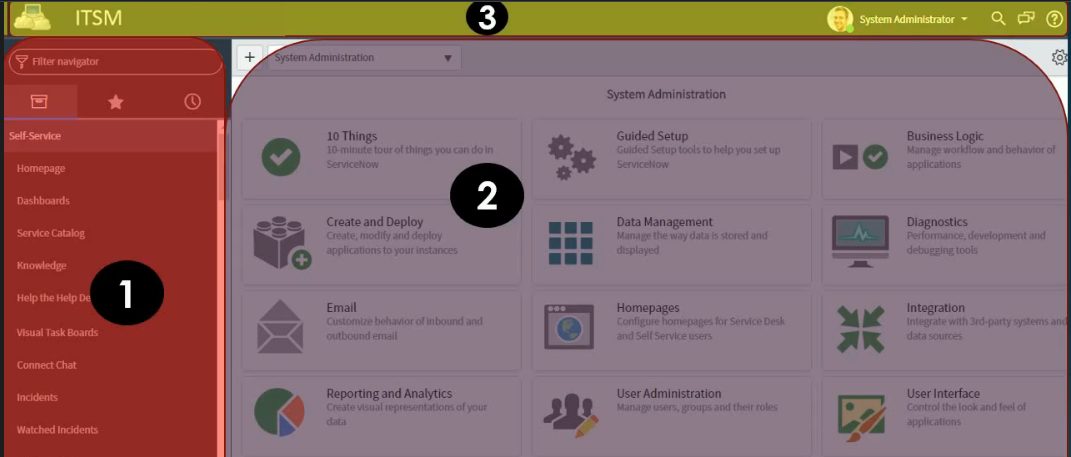 ITSM
3
System Administrator
Filter navigator
System Administration
System Administration
Self-Service
Homepage
Dashboards
Service Catalog
Knowledge
Help the Help De
Visual Task Boards
Connect Chat
Incidents
Watched Incidents
1
2
10 Things
10-minute tour of things you can do in
ServiceNow
Guided Setup
Guided Setup tools to help you set up
ServiceNow
Business Logic
Manage workflow and behavior of
applications
Create and Deploy
Create, modify and deploy
applications to your instances
Data Management
Manage the way data is stored and
displayed
Diagnostics
Performance, development and
debugging tools
Email
Customize behavior of inbound and
outbound email
Homepages
Configure homepages for Service Desk
and Self Service users
Integration
Integrate with 3rd-party systems and
data sources
Reporting and Analytics
Create visual representations of your
data
User Administration
Manage users, groups and their roles
User Interface
Control the look and feel of
applications